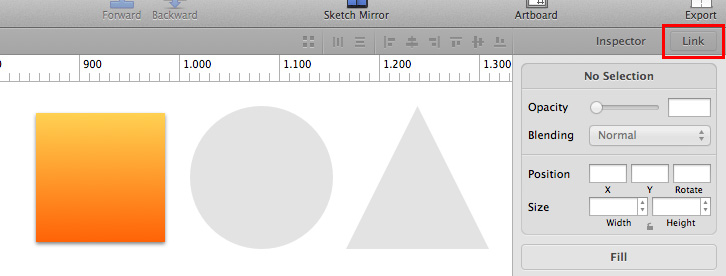 Forward Backward Sketch Mirror Artboard Export
Inspector Link
900 1.000 1.100 1.200 1.300
No Selection
Opacity
Blending Normal
Position
X Y Rotate
Size
Width Height
Fill